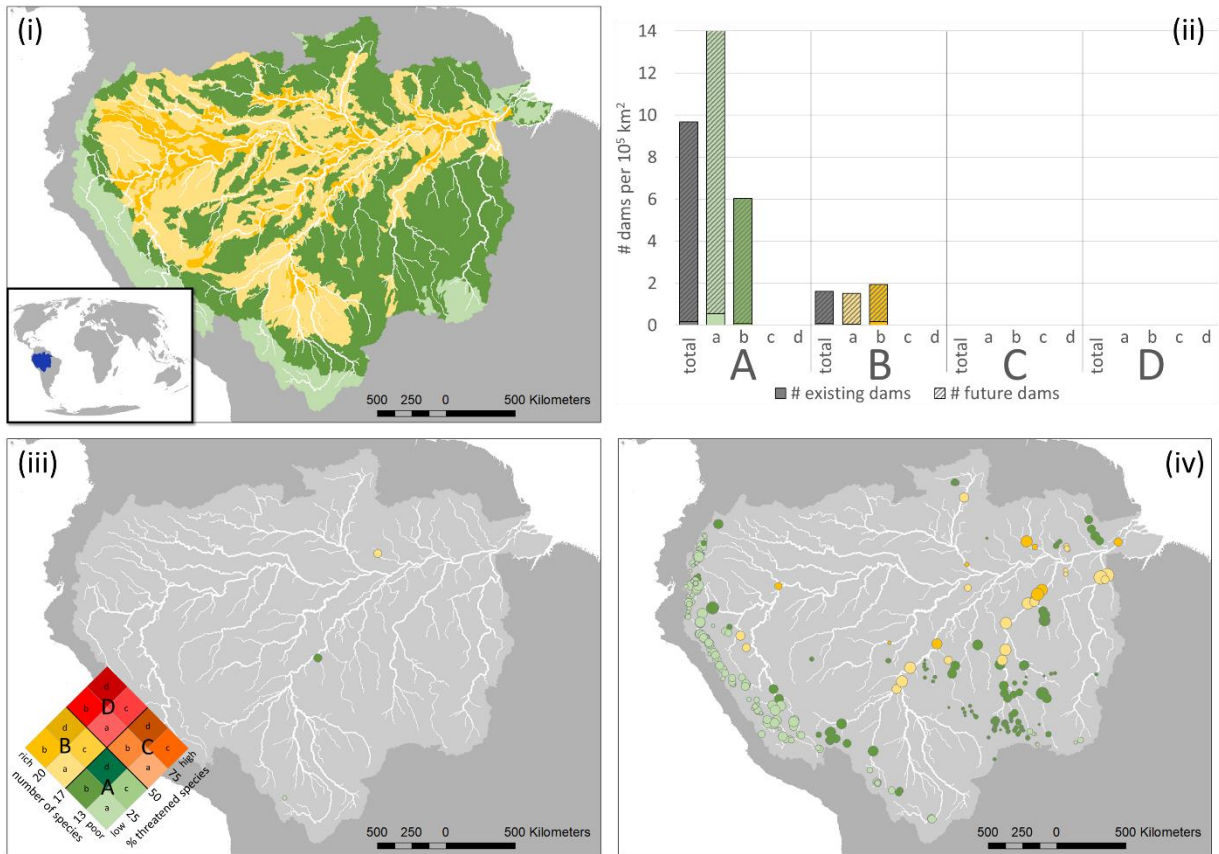 (i)
500 250 0 500 Kilometers
(ii)
# dams per 10⁵ km²
14
12
10
8
6
4
2
0
total a b c d total a b c d total a b c d total a b c d
A B C D
# existing dams # future dams
(iii)
d
b D c
a
d d
b B c b C c
a d a
b A c
a
rich 20 17 13 poor
number of species
low 25 50 75 high
% threatened species
500 250 0 500 Kilometers
(iv)
500 250 0 500 Kilometers